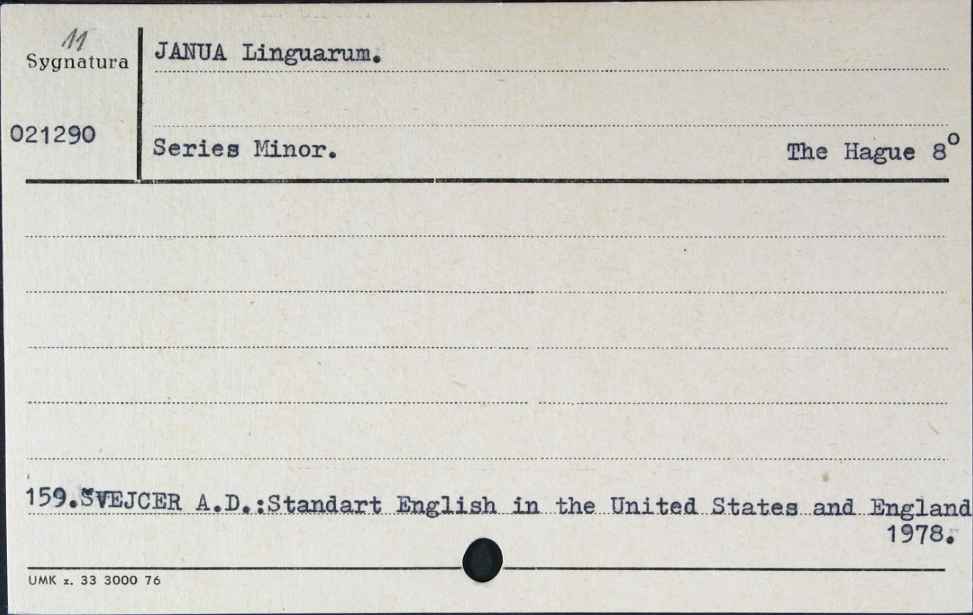 11
Sygnatura
JANUA Linguarum.
021290
Series Minor. The Hague 8º
159.ŠVEJCER A.D.:Standart English in the United States and England
1978.
UMK z. 33 3000 76